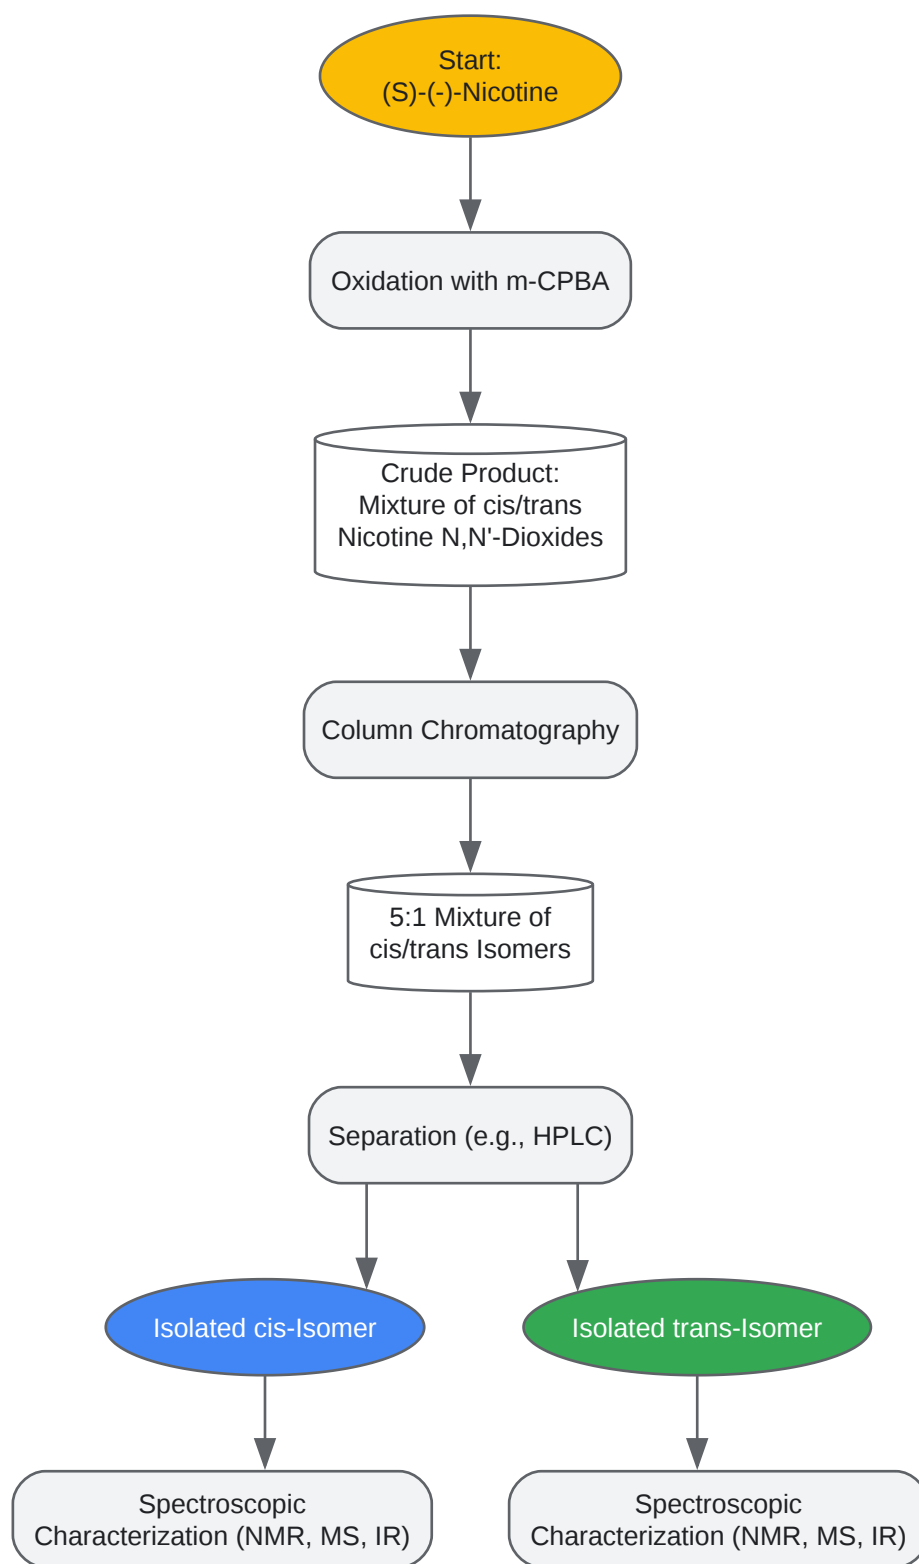 Start:
(S)-(-)-Nicotine
Oxidation with m-CPBA
Crude Product:
Mixture of cis/trans
Nicotine N,N'-Dioxides
Column Chromatography
5:1 Mixture of
cis/trans Isomers
Separation (e.g., HPLC)
Isolated cis-Isomer
Isolated trans-Isomer
Spectroscopic
Characterization (NMR, MS, IR)
Spectroscopic
Characterization (NMR, MS, IR)